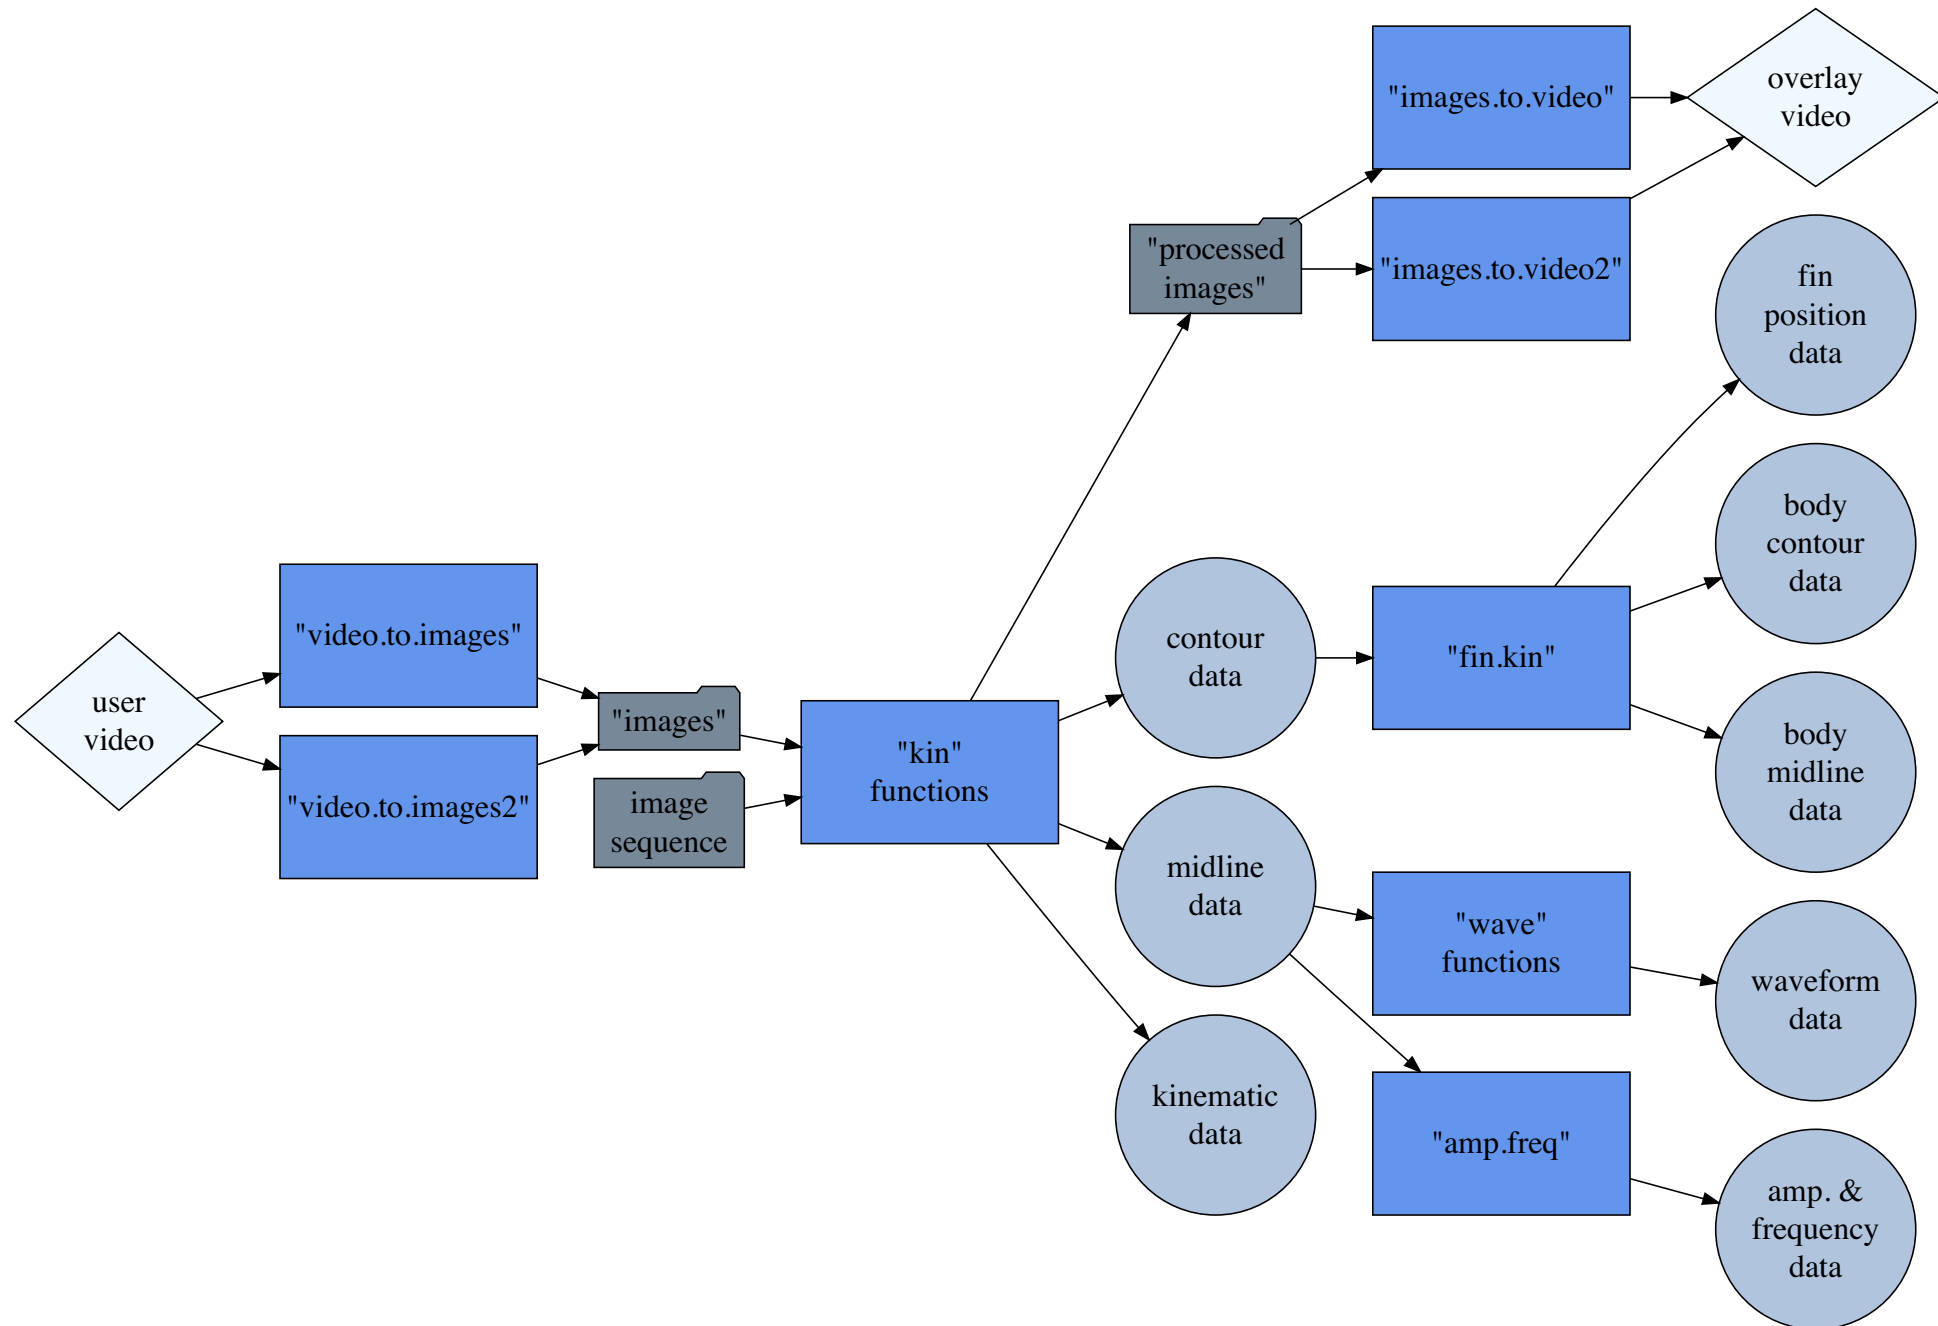 user
video
"video.to.images"
"video.to.images2"
"images"
image
sequence
"kin"
functions
"processed
images"
contour
data
midline
data
kinematic
data
"images.to.video"
"images.to.video2"
"fin.kin"
"wave"
functions
"amp.freq"
overlay
video
fin
position
data
body
contour
data
body
midline
data
waveform
data
amp. &
frequency
data